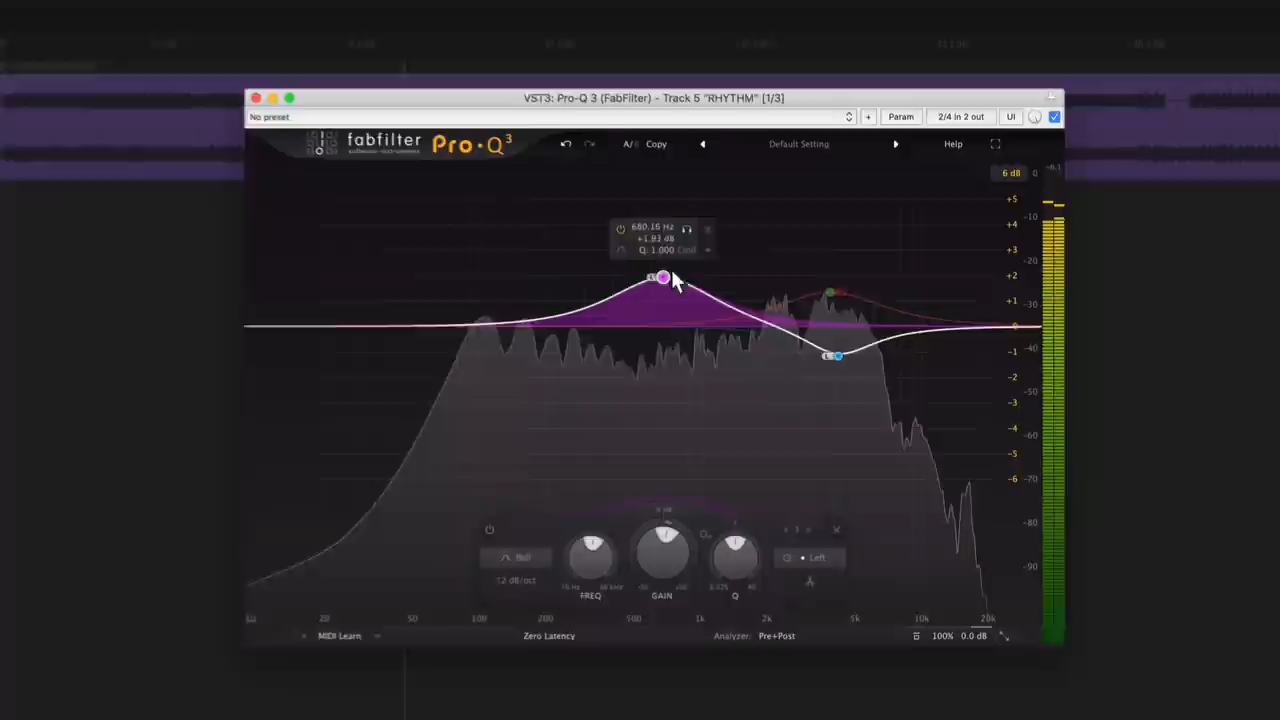 VST3: Pro-Q 3 (FabFilter) - Track 5 "RHYTHM" [1/3]
No preset + Param 2/4 in 2 out UI
fabfilter Pro·Q3 A/B Copy Default Setting Help
6 dB 0 -6.1
+5
+4 -10
680.16 Hz
+1.93 dB +3
Q: 1.000 -20
L +2
+1 -30
0
L -1 -40
-2
-3 -50
-4 -60
-5
-6 -70
-80
Bell Left
12 dB/oct
-90
FREQ GAIN Q
20 50 100 200 500 1k 2k 5k 10k 20k
MIDI Learn Zero Latency Analyzer: Pre+Post 100% 0.0 dB